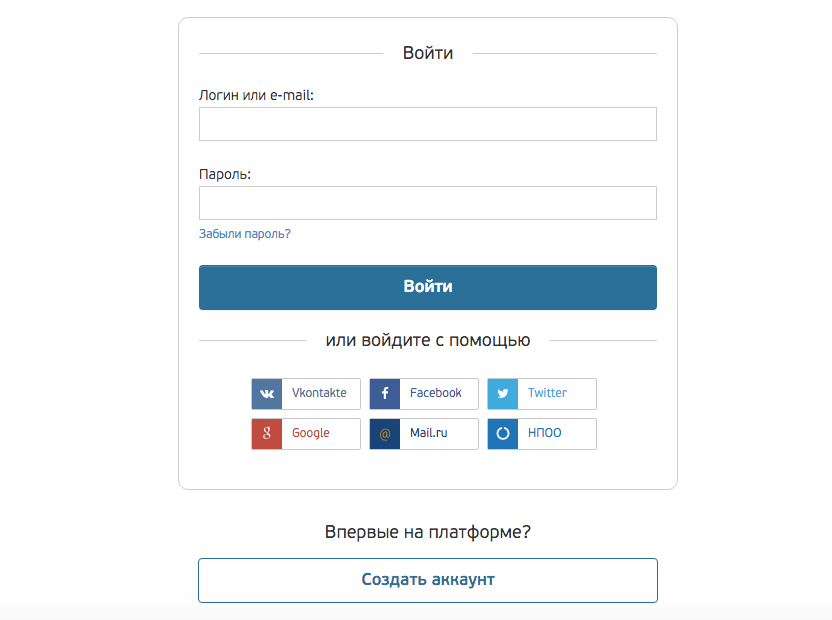 Войти
Логин или e-mail:
Пароль:
Забыли пароль?
Войти
или войдите с помощью
Vkontakte Facebook Twitter
Google @ Mail.ru НПОО
Впервые на платформе?
Создать аккаунт